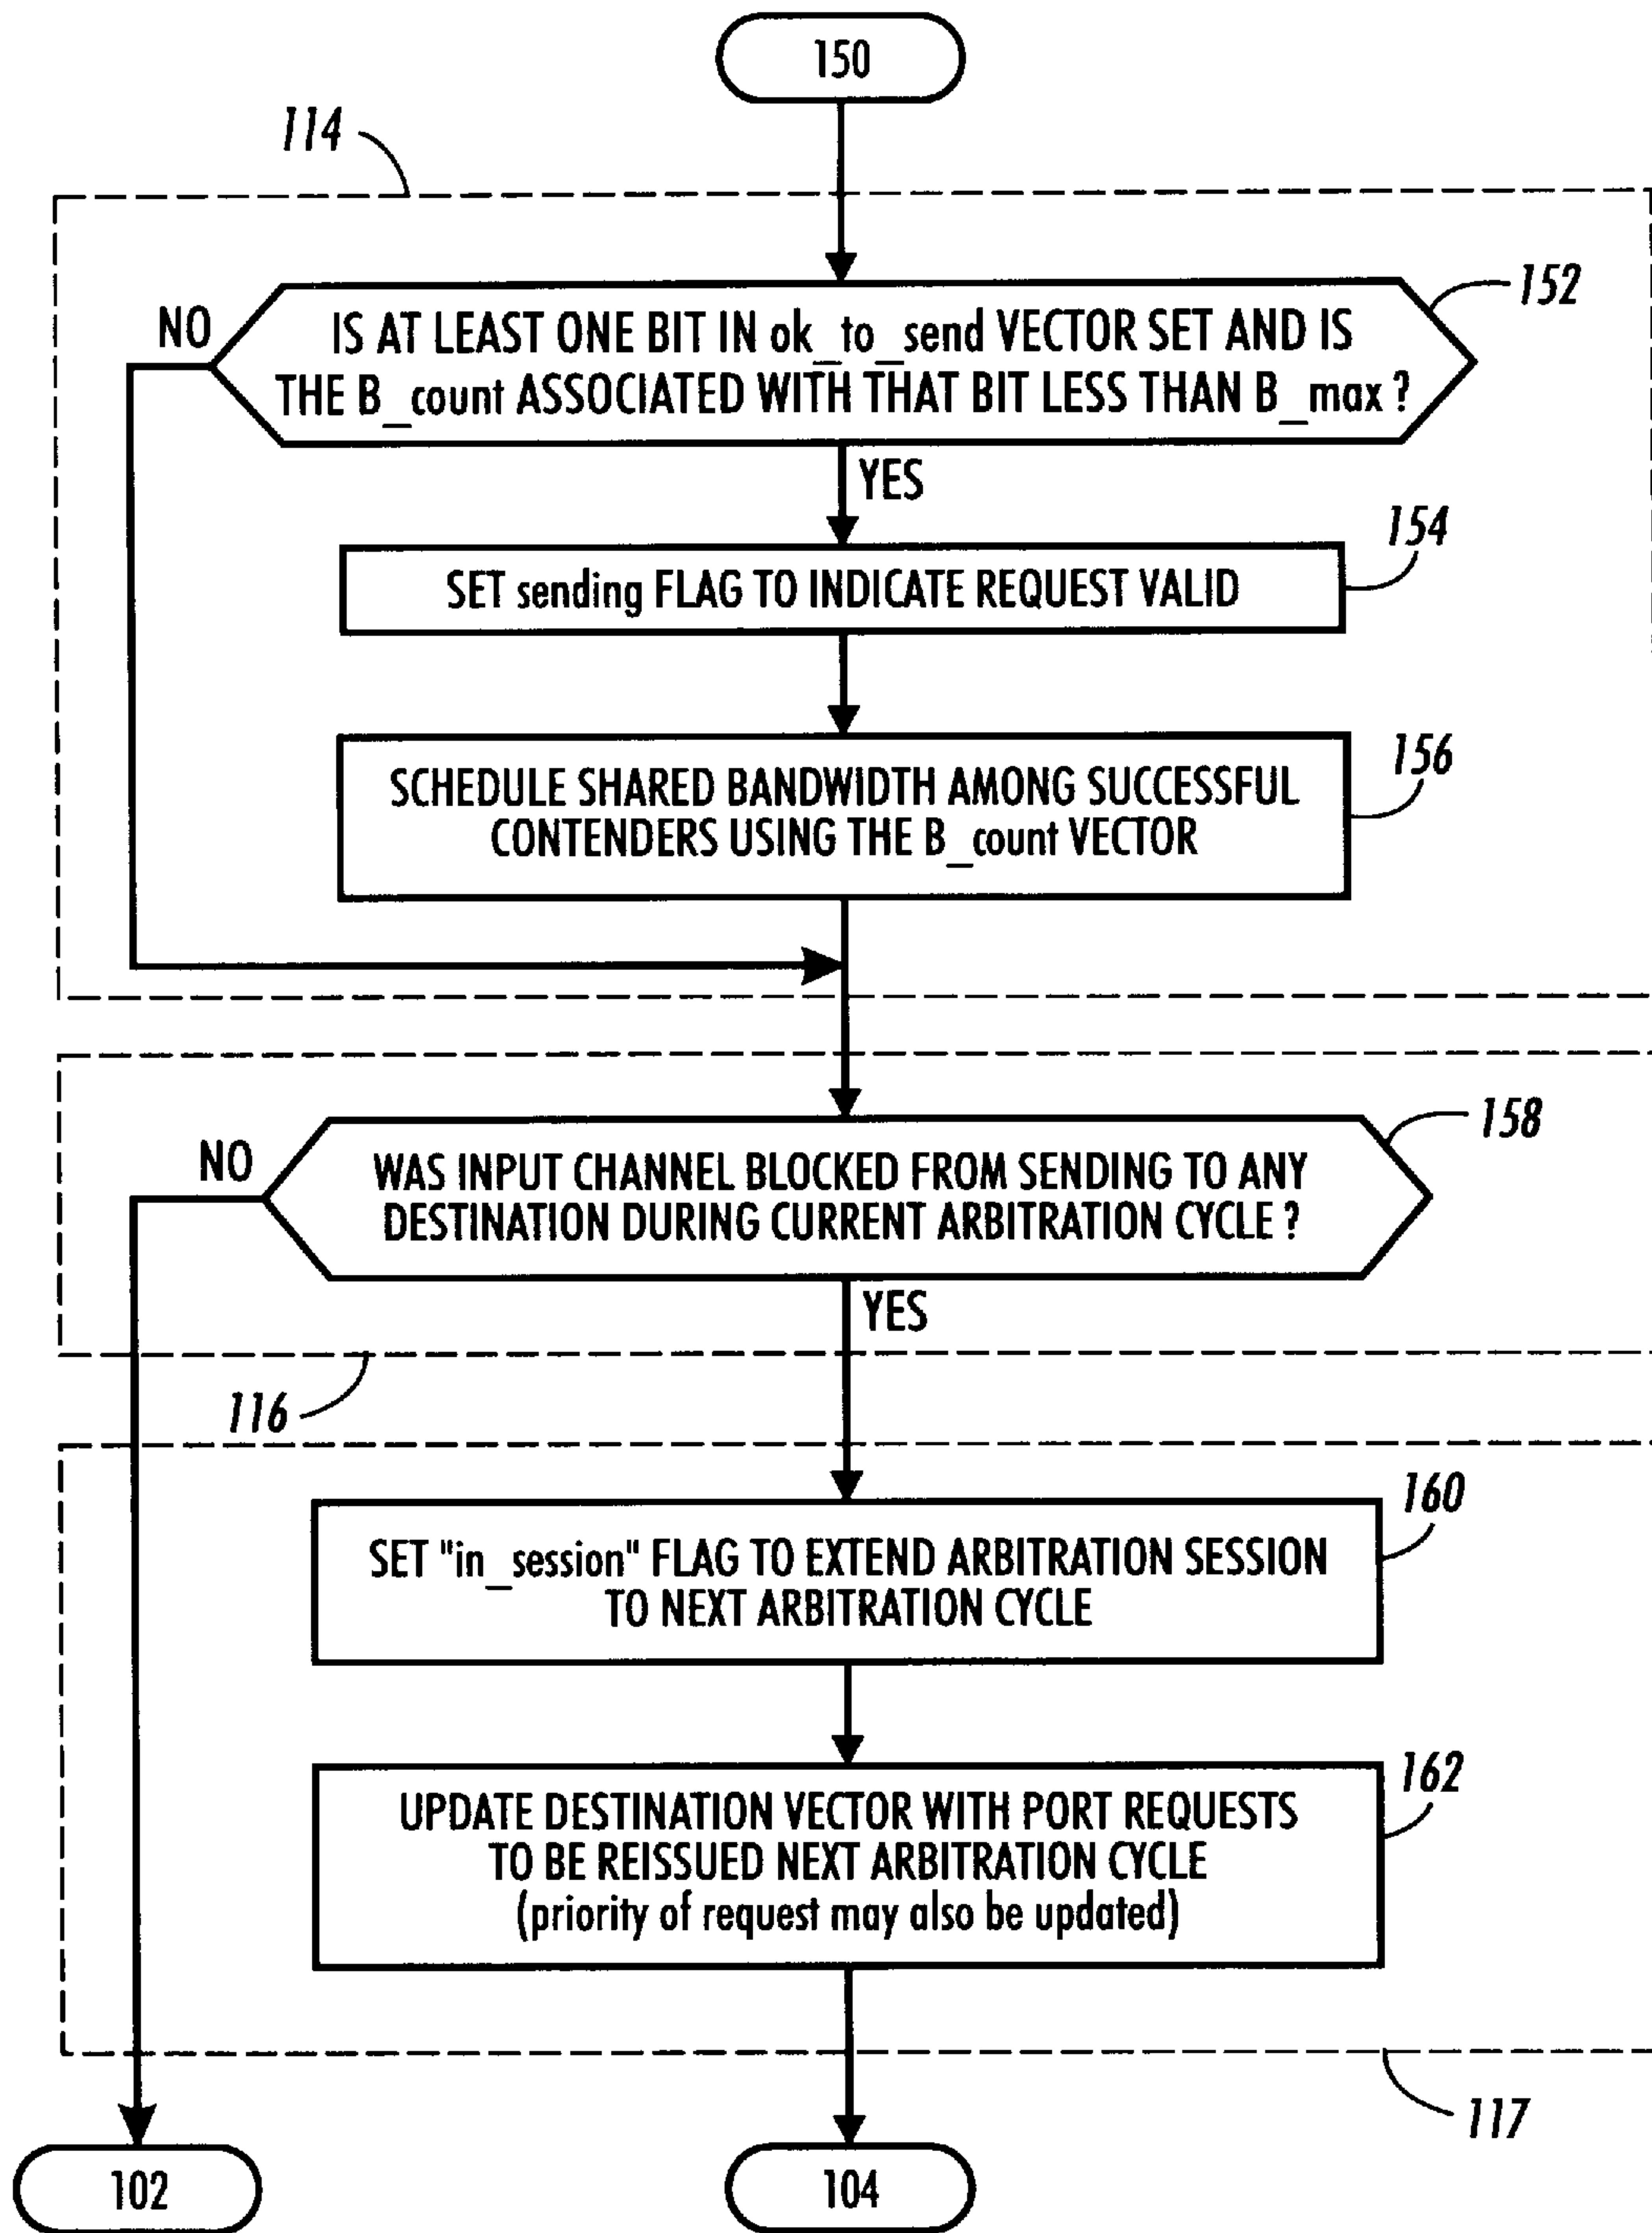 150
114
152
NO
IS AT LEAST ONE BIT IN ok_to_send VECTOR SET AND IS
THE B_count ASSOCIATED WITH THAT BIT LESS THAN B_max ?
YES
154
SET sending FLAG TO INDICATE REQUEST VALID
156
SCHEDULE SHARED BANDWIDTH AMONG SUCCESSFUL
CONTENDERS USING THE B_count VECTOR
158
NO
WAS INPUT CHANNEL BLOCKED FROM SENDING TO ANY
DESTINATION DURING CURRENT ARBITRATION CYCLE ?
YES
116
160
SET "in_session" FLAG TO EXTEND ARBITRATION SESSION
TO NEXT ARBITRATION CYCLE
162
UPDATE DESTINATION VECTOR WITH PORT REQUESTS
TO BE REISSUED NEXT ARBITRATION CYCLE
(priority of request may also be updated)
117
102
104